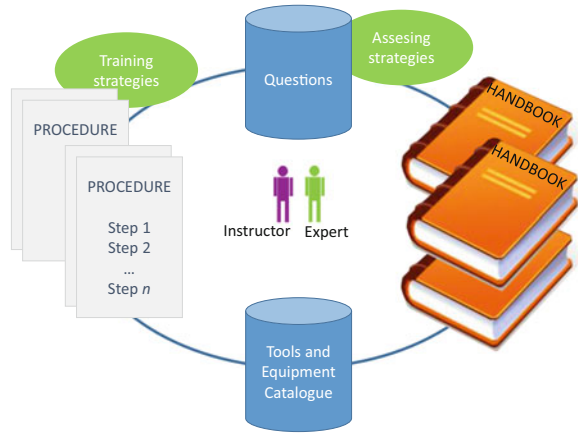 Training
strategies
Questions
Assesing
strategies
PROCEDURE
PROCEDURE
Step 1
Step 2
...
Step n
HANDBOOK
HANDBOOK
Instructor
Expert
Tools and
Equipment
Catalogue